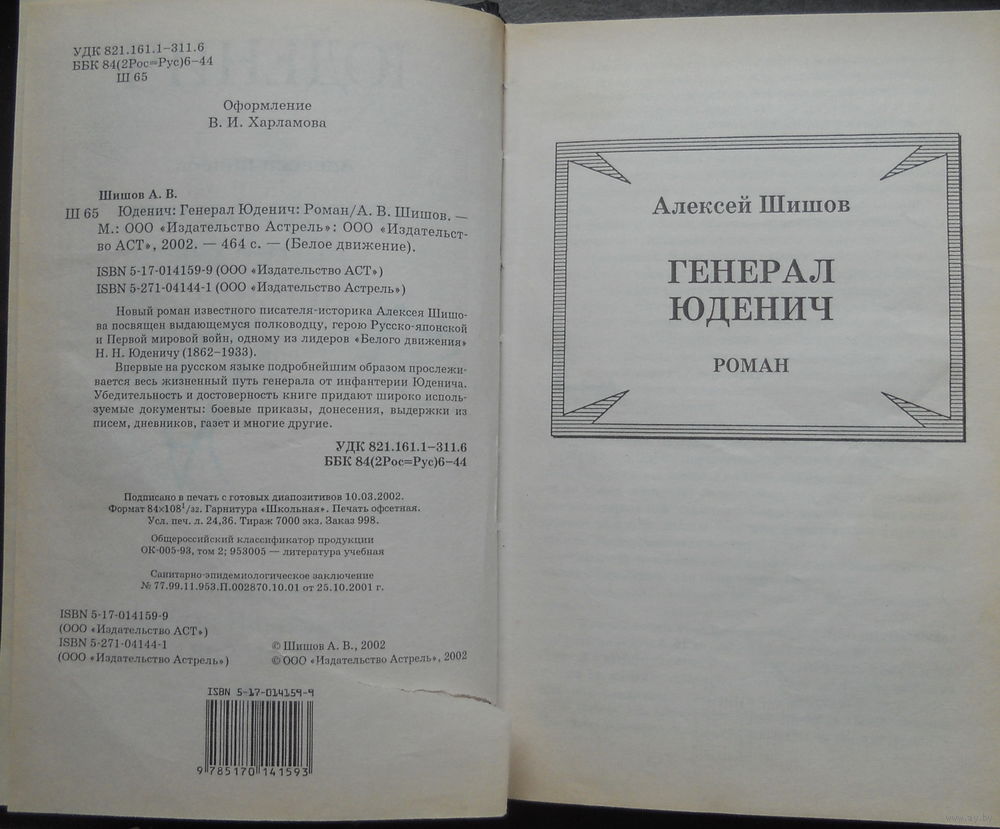 УДК 821.161.1-311.6
ББК 84(2Рос=Рус)6-44
Ш 65
Оформление
В. И. Харламова
Шишов А. В.
Ш 65 Юденич: Генерал Юденич: Роман/А. В. Шишов. —
М.: ООО «Издательство Астрель»: ООО «Издательст-
во АСТ», 2002. — 464 с. — (Белое движение).
ISBN 5-17-014159-9 (ООО «Издательство АСТ»)
ISBN 5-271-04144-1 (ООО «Издательство Астрель»)
Новый роман известного писателя-историка Алексея Шишо-
ва посвящен выдающемуся полководцу, герою Русско-японской
и Первой мировой войн, одному из лидеров «Белого движения»
Н. Н. Юденичу (1862–1933).
Впервые на русском языке подробнейшим образом прослежи-
вается весь жизненный путь генерала от инфантерии Юденича.
Убедительность и достоверность книге придают широко исполь-
зуемые документы: боевые приказы, донесения, выдержки из
писем, дневников, газет и многие другие.
УДК 821.161.1-311.6
ББК 84(2Рос=Рус)6-44
Подписано в печать с готовых диапозитивов 10.03.2002.
Формат 84×108¹/₃₂. Гарнитура «Школьная». Печать офсетная.
Усл. печ. л. 24,36. Тираж 7000 экз. Заказ 998.
Общероссийский классификатор продукции
ОК-005-93, том 2; 953005 — литература учебная
Санитарно-эпидемиологическое заключение
№ 77.99.11.953.П.002870.10.01 от 25.10.2001 г.
ISBN 5-17-014159-9
(ООО «Издательство АСТ»)
ISBN 5-271-04144-1
(ООО «Издательство Астрель»)
© Шишов А. В., 2002
© ООО «Издательство Астрель», 2002
ISBN 5-17-014159-9
9 785170 141593
Алексей Шишов
ГЕНЕРАЛ
ЮДЕНИЧ
РОМАН
www.ay.by